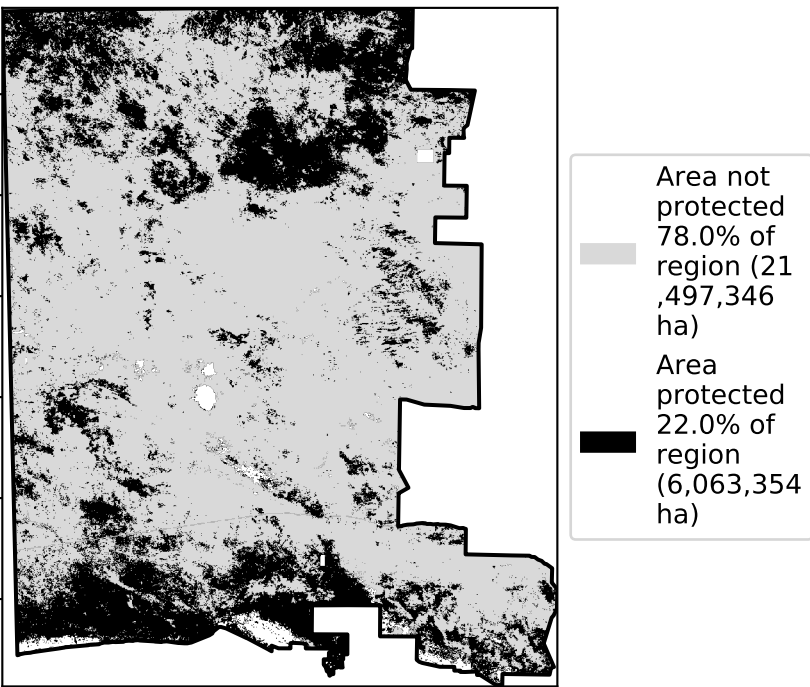 Area not
protected
78.0% of
region (21
,497,346
ha)
Area
protected
22.0% of
region
(6,063,354
ha)